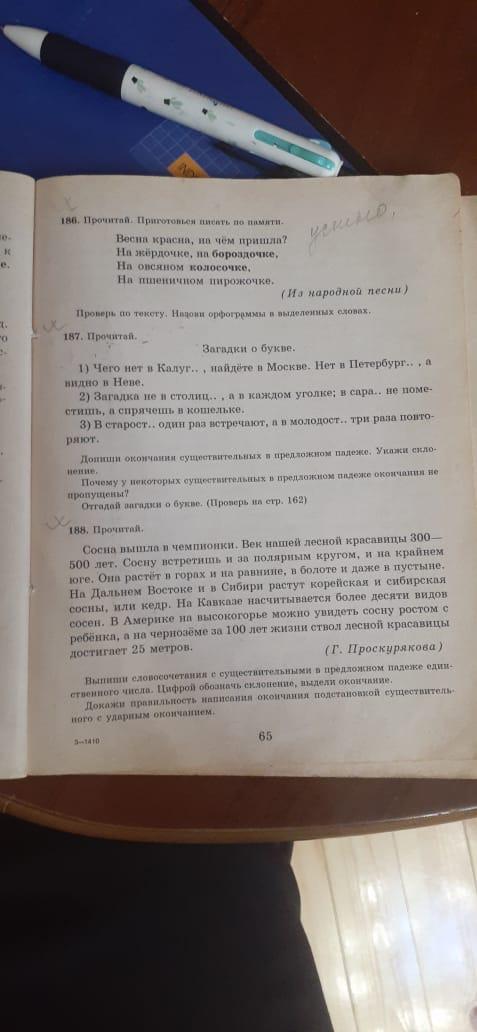 186. Прочитай. Приготовься писать по памяти.
устно,
Весна красна, на чём пришла?
На жёрдочке, на бороздочке,
На овсяном колосочке,
На пшеничном пирожочке.
(Из народной песни)
Проверь по тексту. Назови орфограммы в выделенных словах.
187. Прочитай.
Загадки о букве.
1) Чего нет в Калуг.. , найдёте в Москве. Нет в Петербург.. , а
видно в Неве.
2) Загадка не в столиц.. , а в каждом уголке; в сара.. не поме-
стишь, а спрячешь в кошельке.
3) В старост.. один раз встречают, а в молодост.. три раза повто-
ряют.
Допиши окончания существительных в предложном падеже. Укажи скло-
нение.
Почему у некоторых существительных в предложном падеже окончания не
пропущены?
Отгадай загадки о букве. (Проверь на стр. 162)
188. Прочитай.
Сосна вышла в чемпионки. Век нашей лесной красавицы 300—
500 лет. Сосну встретишь и за полярным кругом, и на крайнем
юге. Она растёт в горах и на равнине, в болоте и даже в пустыне.
На Дальнем Востоке и в Сибири растут корейская и сибирская
сосны, или кедр. На Кавказе насчитывается более десяти видов
сосен. В Америке на высокогорье можно увидеть сосну ростом с
ребёнка, а на чернозёме за 100 лет жизни ствол лесной красавицы
достигает 25 метров.
(Г. Проскурякова)
Выпиши словосочетания с существительными в предложном падеже един-
ственного числа. Цифрой обозначь склонение, выдели окончание.
Докажи правильность написания окончания подстановкой существитель-
ного с ударным окончанием.
3—1410
65